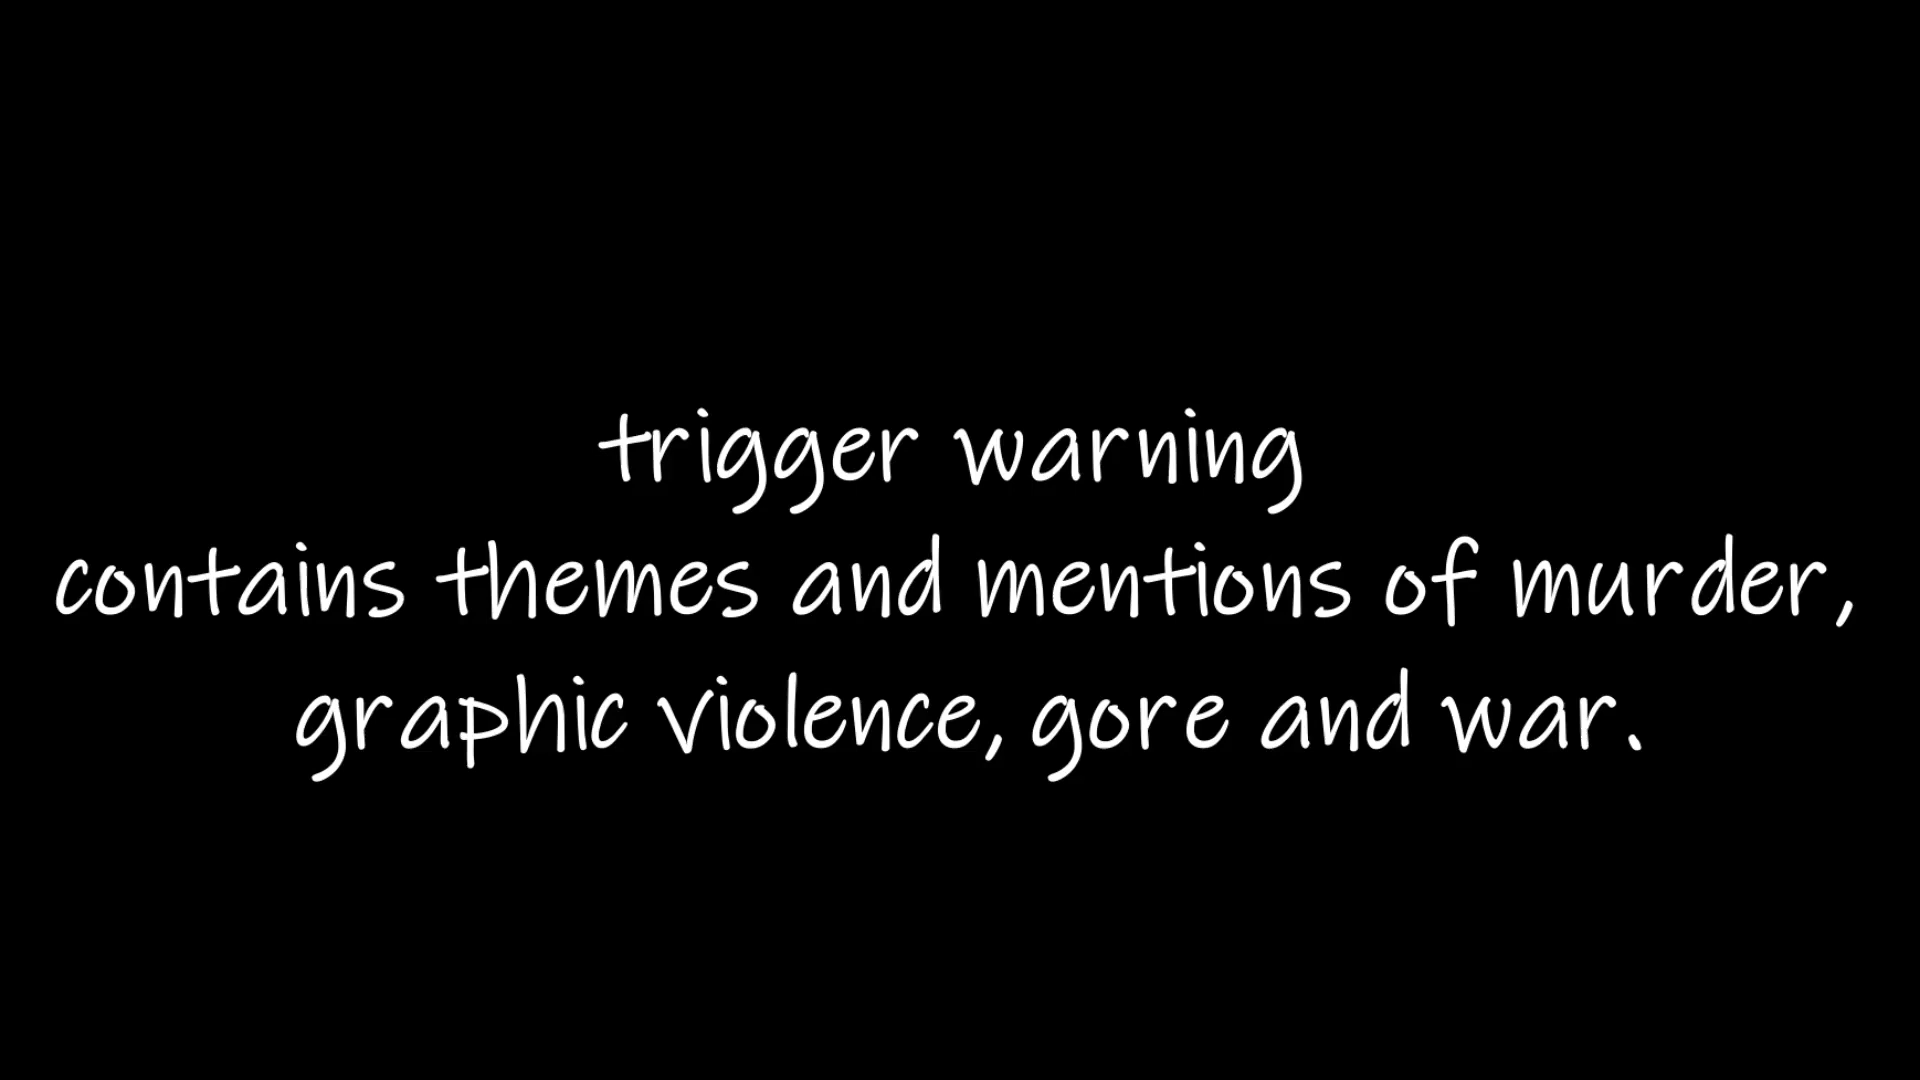 trigger warning
contains themes and mentions of murder,
graphic violence, gore and war.